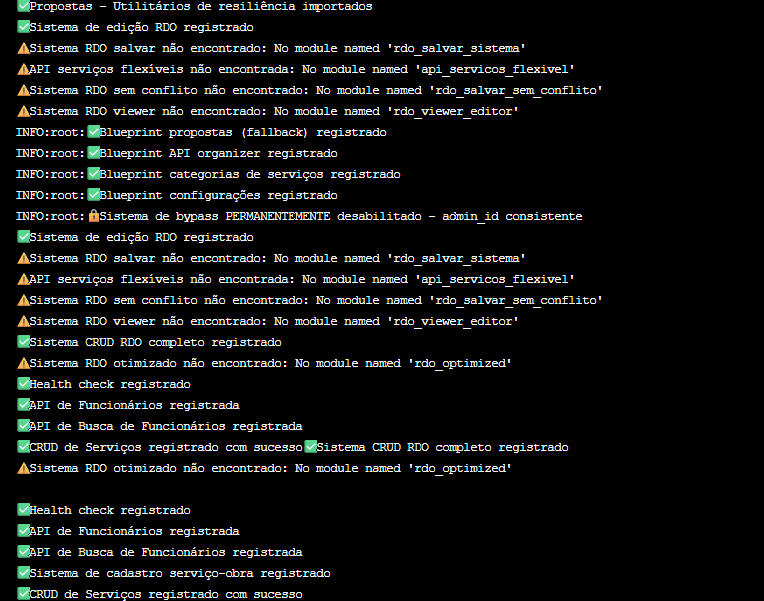 ✅Propostas - Utilitários de resiliência importados
✅Sistema de edição RDO registrado
⚠Sistema RDO salvar não encontrado: No module named 'rdo_salvar_sistema'
⚠API serviços flexíveis não encontrada: No module named 'api_servicos_flexivel'
⚠Sistema RDO sem conflito não encontrado: No module named 'rdo_salvar_sem_conflito'
⚠Sistema RDO viewer não encontrado: No module named 'rdo_viewer_editor'
INFO:root:✅Blueprint propostas (fallback) registrado
INFO:root:✅Blueprint API organizer registrado
INFO:root:✅Blueprint categorias de serviços registrado
INFO:root:✅Blueprint configurações registrado
INFO:root:🔒Sistema de bypass PERMANENTEMENTE desabilitado - admin_id consistente
✅Sistema de edição RDO registrado
⚠Sistema RDO salvar não encontrado: No module named 'rdo_salvar_sistema'
⚠API serviços flexíveis não encontrada: No module named 'api_servicos_flexivel'
⚠Sistema RDO sem conflito não encontrado: No module named 'rdo_salvar_sem_conflito'
⚠Sistema RDO viewer não encontrado: No module named 'rdo_viewer_editor'
✅Sistema CRUD RDO completo registrado
⚠Sistema RDO otimizado não encontrado: No module named 'rdo_optimized'
✅Health check registrado
✅API de Funcionários registrada
✅API de Busca de Funcionários registrada
✅CRUD de Serviços registrado com sucesso✅Sistema CRUD RDO completo registrado
⚠Sistema RDO otimizado não encontrado: No module named 'rdo_optimized'
✅Health check registrado
✅API de Funcionários registrada
✅API de Busca de Funcionários registrada
✅Sistema de cadastro serviço-obra registrado
✅CRUD de Serviços registrado com sucesso